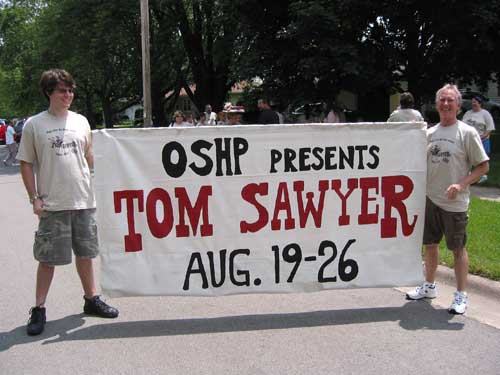 OSHP PRESENTS
TOM SAWYER
AUG. 19-26